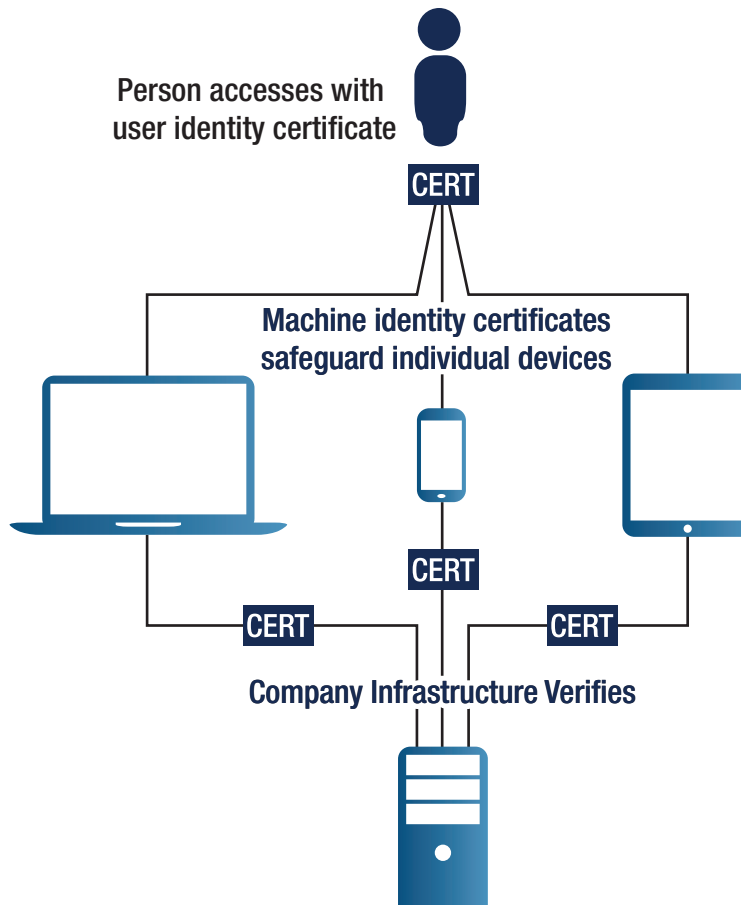 Person accesses with
user identity certificate
CERT
Machine identity certificates
safeguard individual devices
CERT
CERT
CERT
Company Infrastructure Verifies